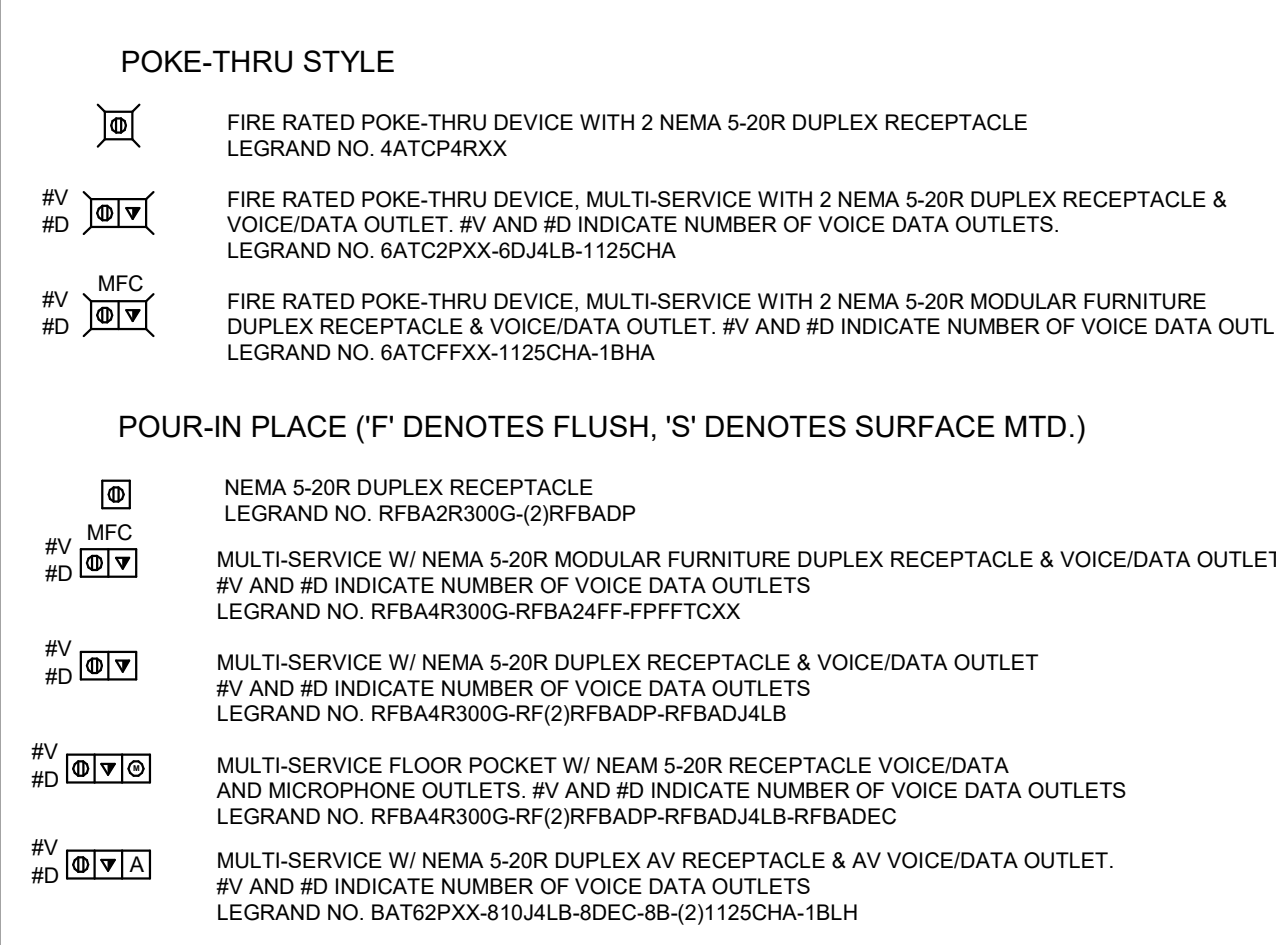 POKE-THRU STYLE
FIRE RATED POKE-THRU DEVICE WITH 2 NEMA 5-20R DUPLEX RECEPTACLE
LEGRAND NO. 4ATCP4RXX
#V
#D
FIRE RATED POKE-THRU DEVICE, MULTI-SERVICE WITH 2 NEMA 5-20R DUPLEX RECEPTACLE &
VOICE/DATA OUTLET. #V AND #D INDICATE NUMBER OF VOICE DATA OUTLETS.
LEGRAND NO. 6ATC2PXX-6DJ4LB-1125CHA
MFC
#V
#D
FIRE RATED POKE-THRU DEVICE, MULTI-SERVICE WITH 2 NEMA 5-20R MODULAR FURNITURE
DUPLEX RECEPTACLE & VOICE/DATA OUTLET. #V AND #D INDICATE NUMBER OF VOICE DATA OUTL
LEGRAND NO. 6ATCFFXX-1125CHA-1BHA
POUR-IN PLACE ('F' DENOTES FLUSH, 'S' DENOTES SURFACE MTD.)
NEMA 5-20R DUPLEX RECEPTACLE
LEGRAND NO. RFBA2R300G-(2)RFBADP
MFC
#V
#D
MULTI-SERVICE W/ NEMA 5-20R MODULAR FURNITURE DUPLEX RECEPTACLE & VOICE/DATA OUTLET
#V AND #D INDICATE NUMBER OF VOICE DATA OUTLETS
LEGRAND NO. RFBA4R300G-RFBA24FF-FPFFTCXX
#V
#D
MULTI-SERVICE W/ NEMA 5-20R DUPLEX RECEPTACLE & VOICE/DATA OUTLET
#V AND #D INDICATE NUMBER OF VOICE DATA OUTLETS
LEGRAND NO. RFBA4R300G-RF(2)RFBADP-RFBADJ4LB
#V
#D
M
MULTI-SERVICE FLOOR POCKET W/ NEAM 5-20R RECEPTACLE VOICE/DATA
AND MICROPHONE OUTLETS. #V AND #D INDICATE NUMBER OF VOICE DATA OUTLETS
LEGRAND NO. RFBA4R300G-RF(2)RFBADP-RFBADJ4LB-RFBADEC
#V
#D
A
MULTI-SERVICE W/ NEMA 5-20R DUPLEX AV RECEPTACLE & AV VOICE/DATA OUTLET.
#V AND #D INDICATE NUMBER OF VOICE DATA OUTLETS
LEGRAND NO. BAT62PXX-810J4LB-8DEC-8B-(2)1125CHA-1BLH